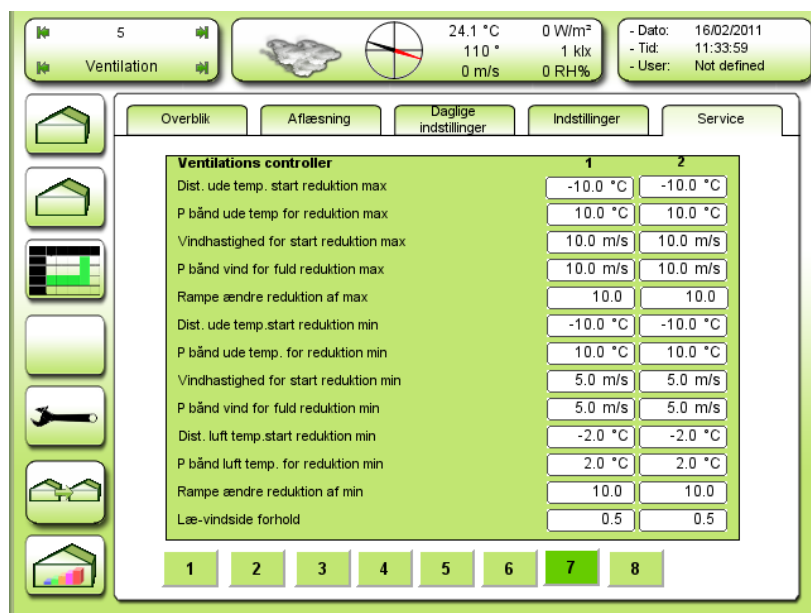 5
Ventilation
24.1 °C 0 W/m²
110 ° 1 klx
0 m/s 0 RH%
- Dato: 16/02/2011
- Tid: 11:33:59
- User: Not defined
Overblik Aflæsning Daglige indstillinger Indstillinger Service
Ventilations controller 1 2
Dist. ude temp. start reduktion max -10.0 °C -10.0 °C
P bånd ude temp for reduktion max 10.0 °C 10.0 °C
Vindhastighed for start reduktion max 10.0 m/s 10.0 m/s
P bånd vind for fuld reduktion max 10.0 m/s 10.0 m/s
Rampe ændre reduktion af max 10.0 10.0
Dist. ude temp.start reduktion min -10.0 °C -10.0 °C
P bånd ude temp. for reduktion min 10.0 °C 10.0 °C
Vindhastighed for start reduktion min 5.0 m/s 5.0 m/s
P bånd vind for fuld reduktion min 5.0 m/s 5.0 m/s
Dist. luft temp.start reduktion min -2.0 °C -2.0 °C
P bånd luft temp. for reduktion min 2.0 °C 2.0 °C
Rampe ændre reduktion af min 10.0 10.0
Læ-vindside forhold 0.5 0.5
1 2 3 4 5 6 7 8